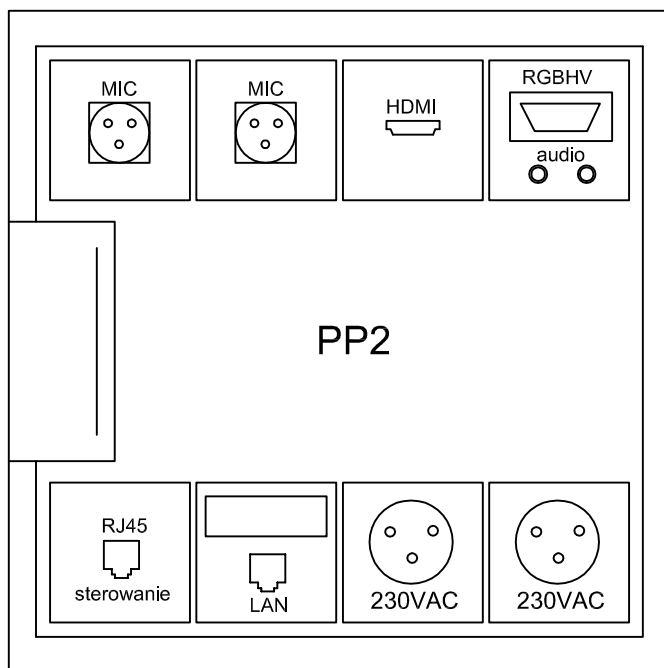 MIC
MIC
HDMI
RGBHV
audio
PP2
RJ45
sterowanie
LAN
230VAC
230VAC